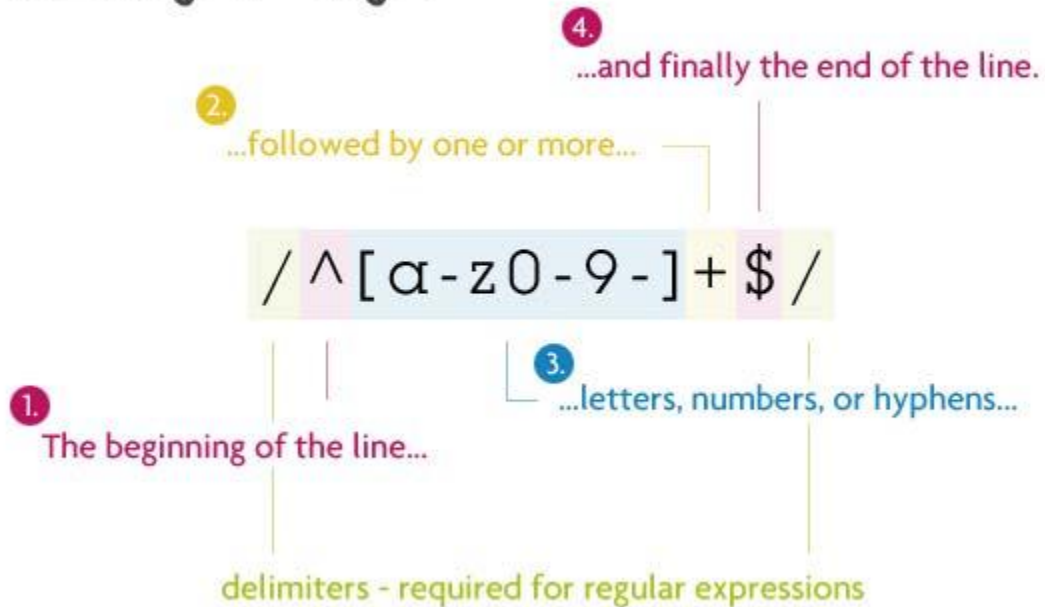 4.
...and finally the end of the line.
2.
...followed by one or more...
/^[a-z0-9-]+$/
3.
...letters, numbers, or hyphens...
1.
The beginning of the line...
delimiters - required for regular expressions